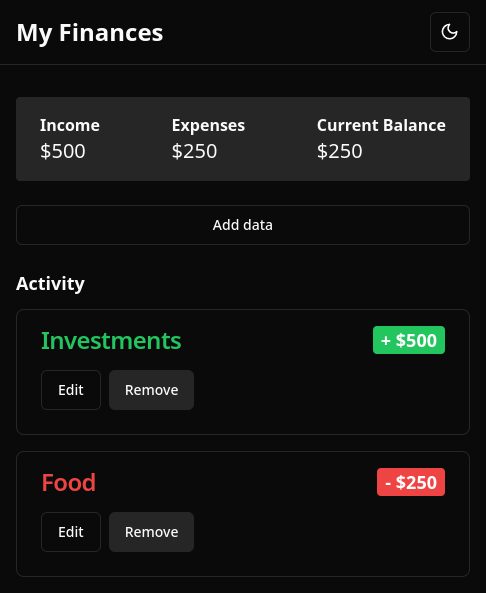 My Finances
Income Expenses Current Balance
$500 $250 $250
Add data
Activity
Investments + $500
Edit Remove
Food - $250
Edit Remove